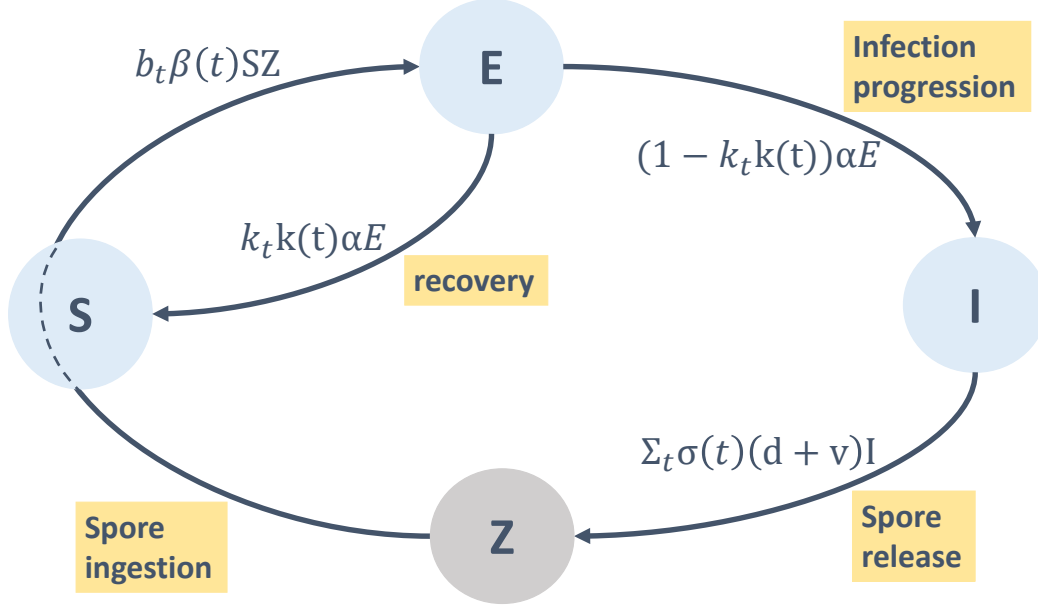 E
Infection
progression
b_tβ(t)SZ
(1 − k_tk(t))αE
k_tk(t)αE
recovery
S
I
Σ_tσ(t)(d + v)I
Spore
ingestion
Z
Spore
release